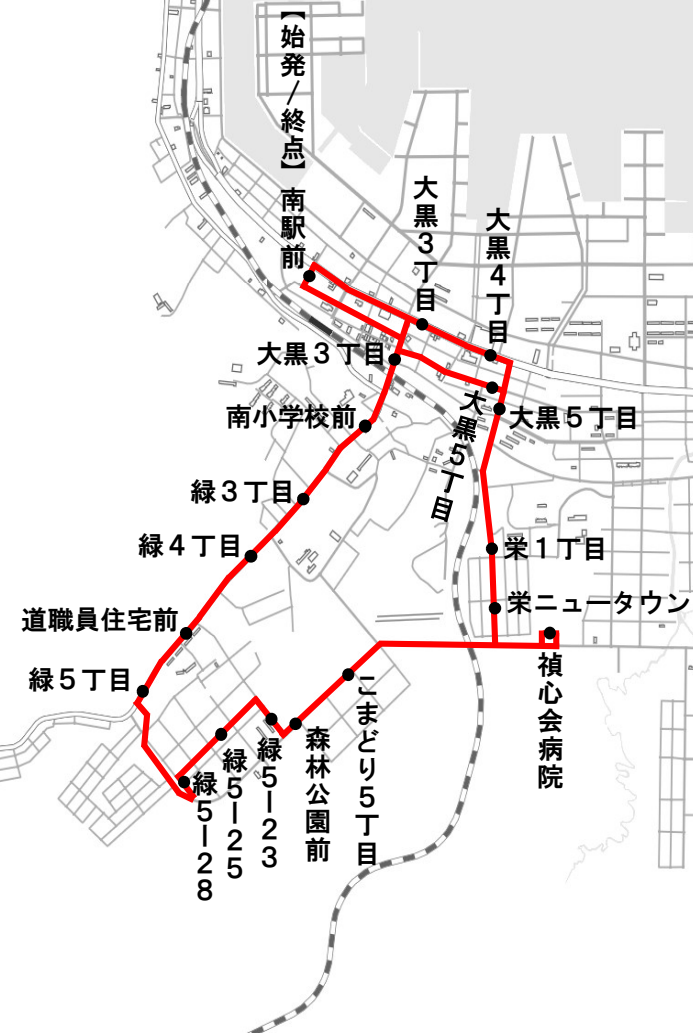 【始発/終点】南駅前
大黒3丁目
大黒4丁目
大黒3丁目
大黒5丁目
大黒5丁目
南小学校前
緑3丁目
緑4丁目
栄1丁目
栄ニュータウン
道職員住宅前
緑5丁目
禎心会病院
こまどり5丁目
森林公園前
緑5ー23
緑5ー25
緑5ー28